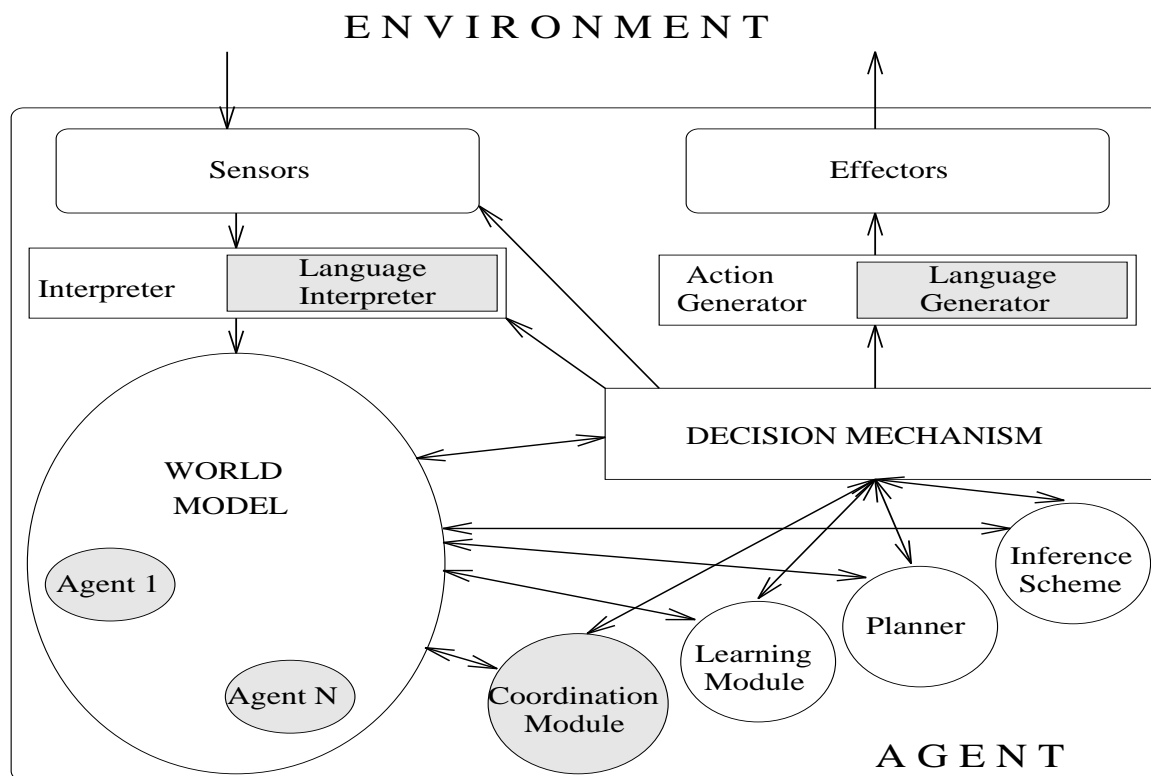 ENVIRONMENT
Sensors
Effectors
Interpreter
Language
Interpreter
Action
Generator
Language
Generator
DECISION MECHANISM
WORLD
MODEL
Agent 1
Agent N
Coordination
Module
Learning
Module
Planner
Inference
Scheme
AGENT